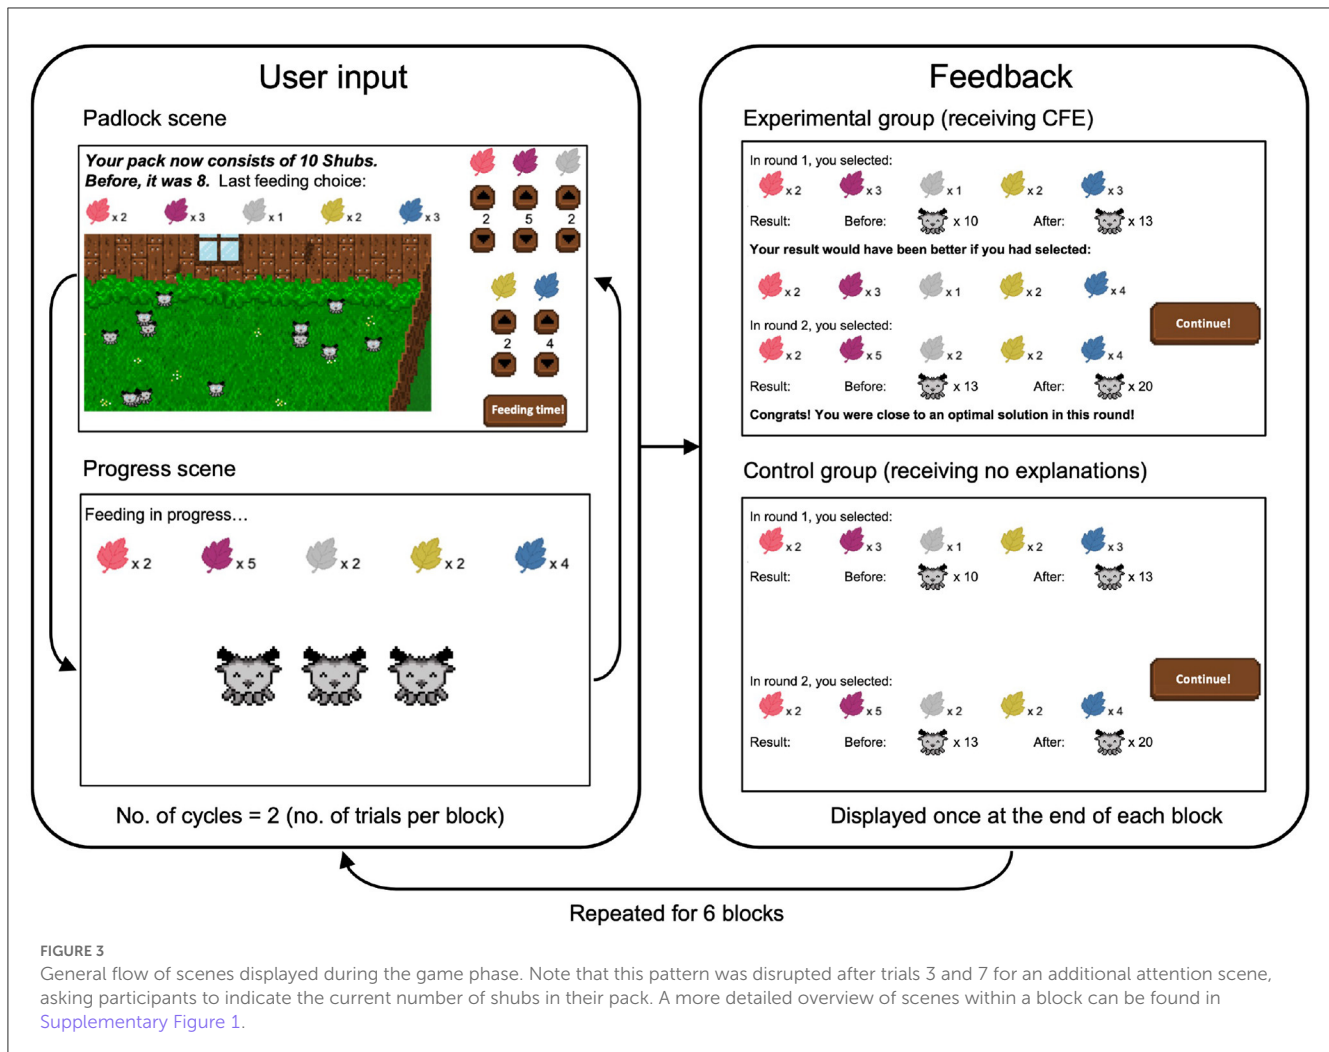 User input
Padlock scene
Your pack now consists of 10 Shubs.
Before, it was 8. Last feeding choice:
x 2 x 3 x 1 x 2 x 3
2 5 2
2 4
Feeding time!
Progress scene
Feeding in progress...
x 2 x 5 x 2 x 2 x 4
No. of cycles = 2 (no. of trials per block)
Feedback
Experimental group (receiving CFE)
In round 1, you selected:
x 2 x 3 x 1 x 2 x 3
Result: Before: x 10 After: x 13
Your result would have been better if you had selected:
x 2 x 3 x 1 x 2 x 4
In round 2, you selected:
x 2 x 5 x 2 x 2 x 4
Continue!
Result: Before: x 13 After: x 20
Congrats! You were close to an optimal solution in this round!
Control group (receiving no explanations)
In round 1, you selected:
x 2 x 3 x 1 x 2 x 3
Result: Before: x 10 After: x 13
In round 2, you selected:
Continue!
x 2 x 5 x 2 x 2 x 4
Result: Before: x 13 After: x 20
Displayed once at the end of each block
Repeated for 6 blocks
FIGURE 3
General flow of scenes displayed during the game phase. Note that this pattern was disrupted after trials 3 and 7 for an additional attention scene,
asking participants to indicate the current number of shubs in their pack. A more detailed overview of scenes within a block can be found in
Supplementary Figure 1.